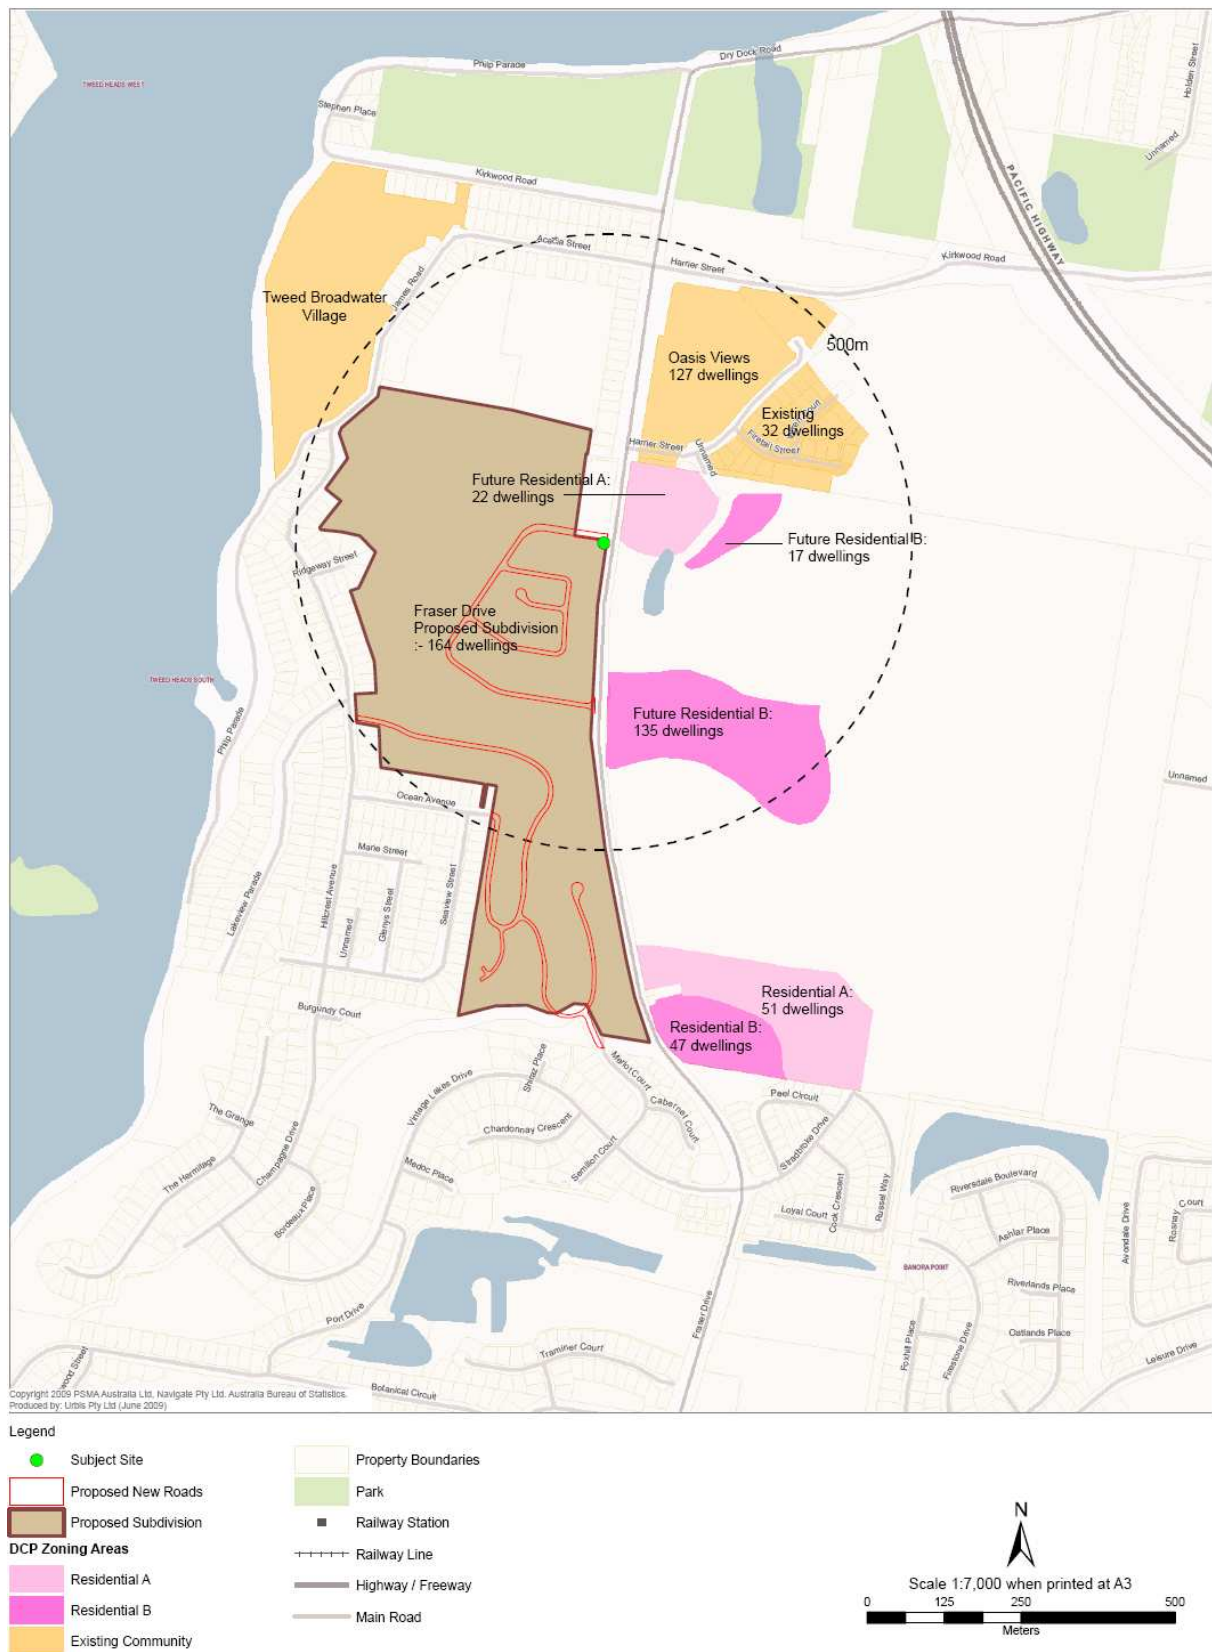 Philp Parade
Dry Dock Road
Holden Street
TWEED HEADS WEST
Stephen Place
Unnamed
Kirkwood Road
PACIFIC HIGHWAY
Acacia Street
Harrier Street
Kirkwood Road
James Road
Tweed Broadwater
Village
500m
Oasis Views
127 dwellings
Existing
32 dwellings
Court
Firetail Street
Harrier Street
Unnamed
Future Residential A:
22 dwellings
Future Residential B:
17 dwellings
Ridgeway Street
Fraser Drive
Proposed Subdivision
:- 164 dwellings
TWEED HEADS SOUTH
Philp Parade
Future Residential B:
135 dwellings
Unnamed
Ocean Avenue
Marie Street
Lakeview Parade
Hillcrest Avenue
Unnamed
Glenys Street
Seaview Street
Residential A:
51 dwellings
Burgundy Court
Residential B:
47 dwellings
Shiraz Place
Merlot Court
Vintage Lakes Drive
Cabernet Court
Peel Circuit
The Grange
Chardonnay Crescent
Semillon Court
Stradbroke Drive
Champagne Drive
The Hermitage
Medoc Place
Bordeaux Place
Loyal Court
Cook Crescent
Russel Way
Riversdale Boulevard
Ashlar Place
Avondale Drive
Rosnay
Court
BANORA POINT
Riverlands Place
Port Drive
Fraser Drive
Foxhill Place
Firestone Drive
Oatlands Place
Leisure Drive
Traminer Court
wood Street
Botanical Circuit
Copyright 2009 PSMA Australia Ltd, Navigate Pty Ltd. Australia Bureau of Statistics.
Produced by: Urbis Pty Ltd (June 2009)
Legend
Subject Site
Proposed New Roads
Proposed Subdivision
DCP Zoning Areas
Residential A
Residential B
Existing Community
Property Boundaries
Park
Railway Station
Railway Line
Highway / Freeway
Main Road
N
Scale 1:7,000 when printed at A3
0 125 250 500
Meters